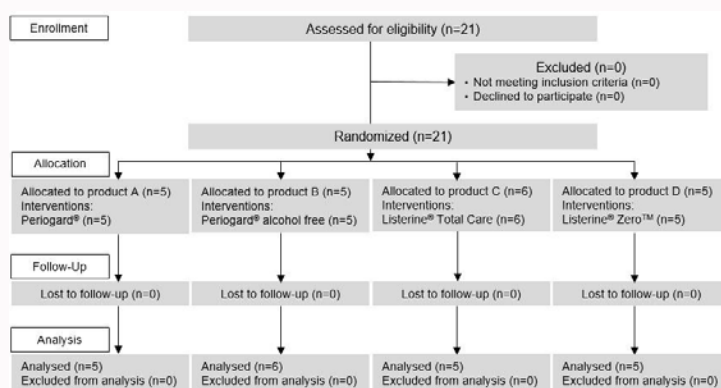 Enrollment
Assessed for eligibility (n=21)
Excluded (n=0)
• Not meeting inclusion criteria (n=0)
• Declined to participate (n=0)
Randomized (n=21)
Allocation
Allocated to product A (n=5)
Interventions:
Periogard® (n=5)
Allocated to product B (n=5)
Interventions:
Periogard® alcohol free (n=5)
Allocated to product C (n=6)
Interventions:
Listerine® Total Care (n=6)
Allocated to product D (n=5)
Interventions:
Listerine® Zero™ (n=5)
Follow-Up
Lost to follow-up (n=0)
Lost to follow-up (n=0)
Lost to follow-up (n=0)
Lost to follow-up (n=0)
Analysis
Analysed (n=5)
Excluded from analysis (n=0)
Analysed (n=6)
Excluded from analysis (n=0)
Analysed (n=5)
Excluded from analysis (n=0)
Analysed (n=5)
Excluded from analysis (n=0)